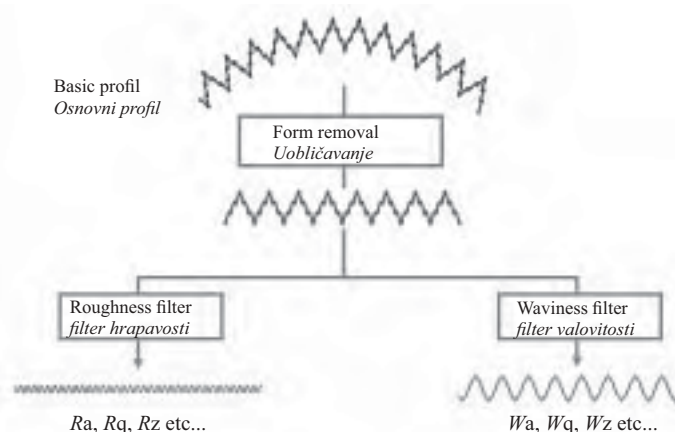 Basic profil
Osnovni profil
Form removal
Uobličavanje
Roughness filter
filter hrapavosti
Waviness filter
filter valovitosti
Ra, Rq, Rz etc...
Wa, Wq, Wz etc...